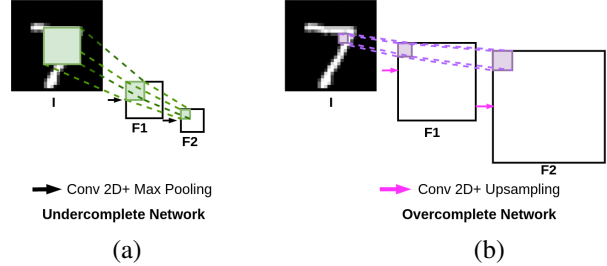 I
F1
F2
Conv 2D+ Max Pooling
Undercomplete Network
(a)
I
F1
F2
Conv 2D+ Upsampling
Overcomplete Network
(b)